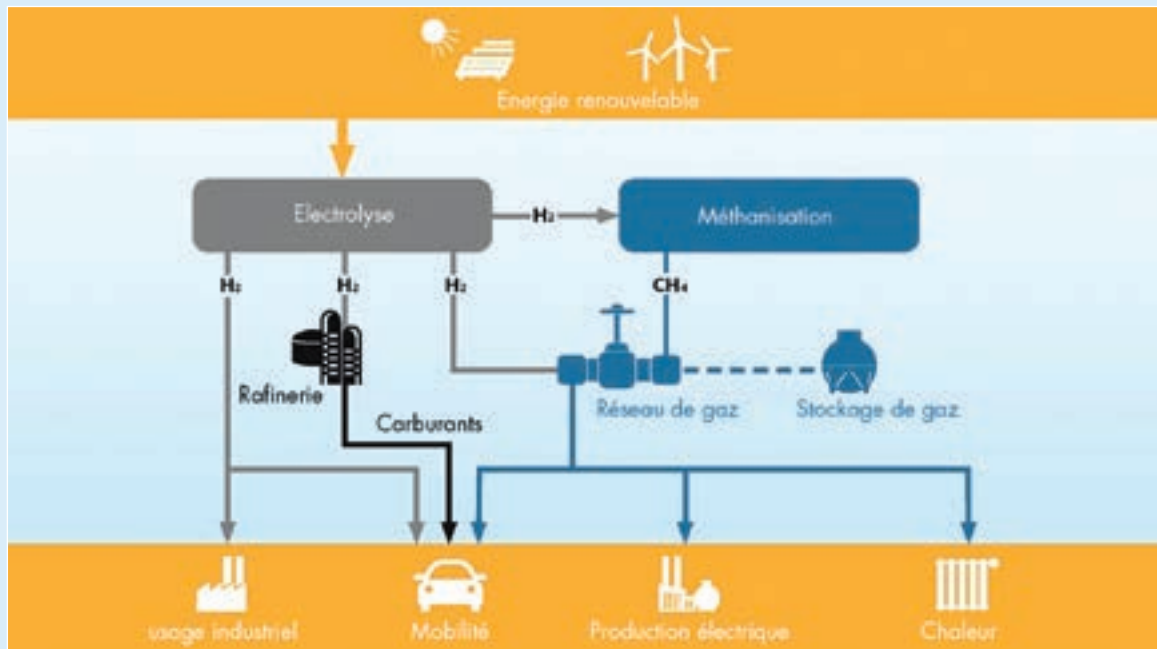 Energie renouvelable
Electrolyse
H₂
Méthanisation
H₂
H₂
H₂
CH₄
Rafinerie
Réseau de gaz
Stockage de gaz
Carburants
usage industriel
Mobilité
Production électrique
Chaleur